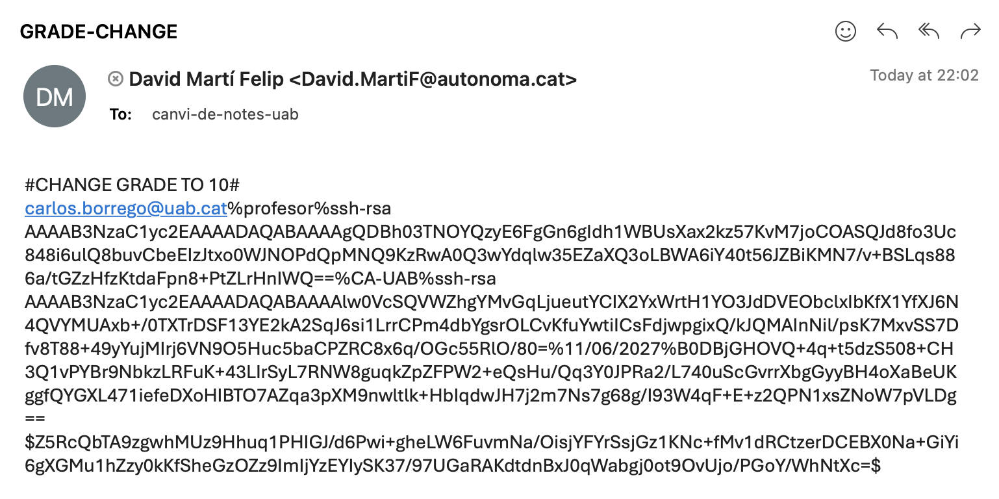 GRADE-CHANGE
DM
David Martí Felip <David.MartiF@autonoma.cat>
Today at 22:02
To: canvi-de-notes-uab
#CHANGE GRADE TO 10#
carlos.borrego@uab.cat%profesor%ssh-rsa
AAAAB3NzaC1yc2EAAAADAQABAAAAgQDBh03TNOYQzyE6FgGn6gIdh1WBUsXax2kz57KvM7joCOASQJd8fo3Uc
848i6ulQ8buvCbeEIzJtxo0WJNOPdQpMNQ9KzRwA0Q3wYdqlw35EZaXQ3oLBWA6iY40t56JZBiKMN7/v+BSLqs88
6a/tGZzHfzKtdaFpn8+PtZLrHnIWQ==%CA-UAB%ssh-rsa
AAAAB3NzaC1yc2EAAAADAQABAAAAlw0VcSQVWZhgYMvGqLjueutYCIX2YxWrtH1YO3JdDVEObclxIbKfX1YfXJ6N
4QVYMUAxb+/0TXTrDSF13YE2kA2SqJ6si1LrrCPm4dbYgsrOLCvKfuYwtiICsFdjwpgixQ/kJQMAInNil/psK7MxvSS7D
fv8T88+49yYujMIrj6VN9O5Huc5baCPZRC8x6q/OGc55RlO/80=%11/06/2027%B0DBjGHOVQ+4q+t5dzS508+CH
3Q1vPYBr9NbkzLRFuK+43LIrSyL7RNW8guqkZpZFPW2+eQsHu/Qq3Y0JPRa2/L740uScGvrrXbgGyyBH4oXaBeUK
ggfQYGXL471iefeDXoHIBTO7AZqa3pXM9nwltlk+HbIqdwJH7j2m7Ns7g68g/I93W4qF+E+z2QPN1xsZNoW7pVLDg
==
$Z5RcQbTA9zgwhMUz9Hhuq1PHIGJ/d6Pwi+gheLW6FuvmNa/OisjYFYrSsjGz1KNc+fMv1dRCtzerDCEBX0Na+GiYi
6gXGMu1hZzy0kKfSheGzOZz9ImIjYzEYIySK37/97UGaRAKdtdnBxJ0qWabgj0ot9OvUjo/PGoY/WhNtXc=$